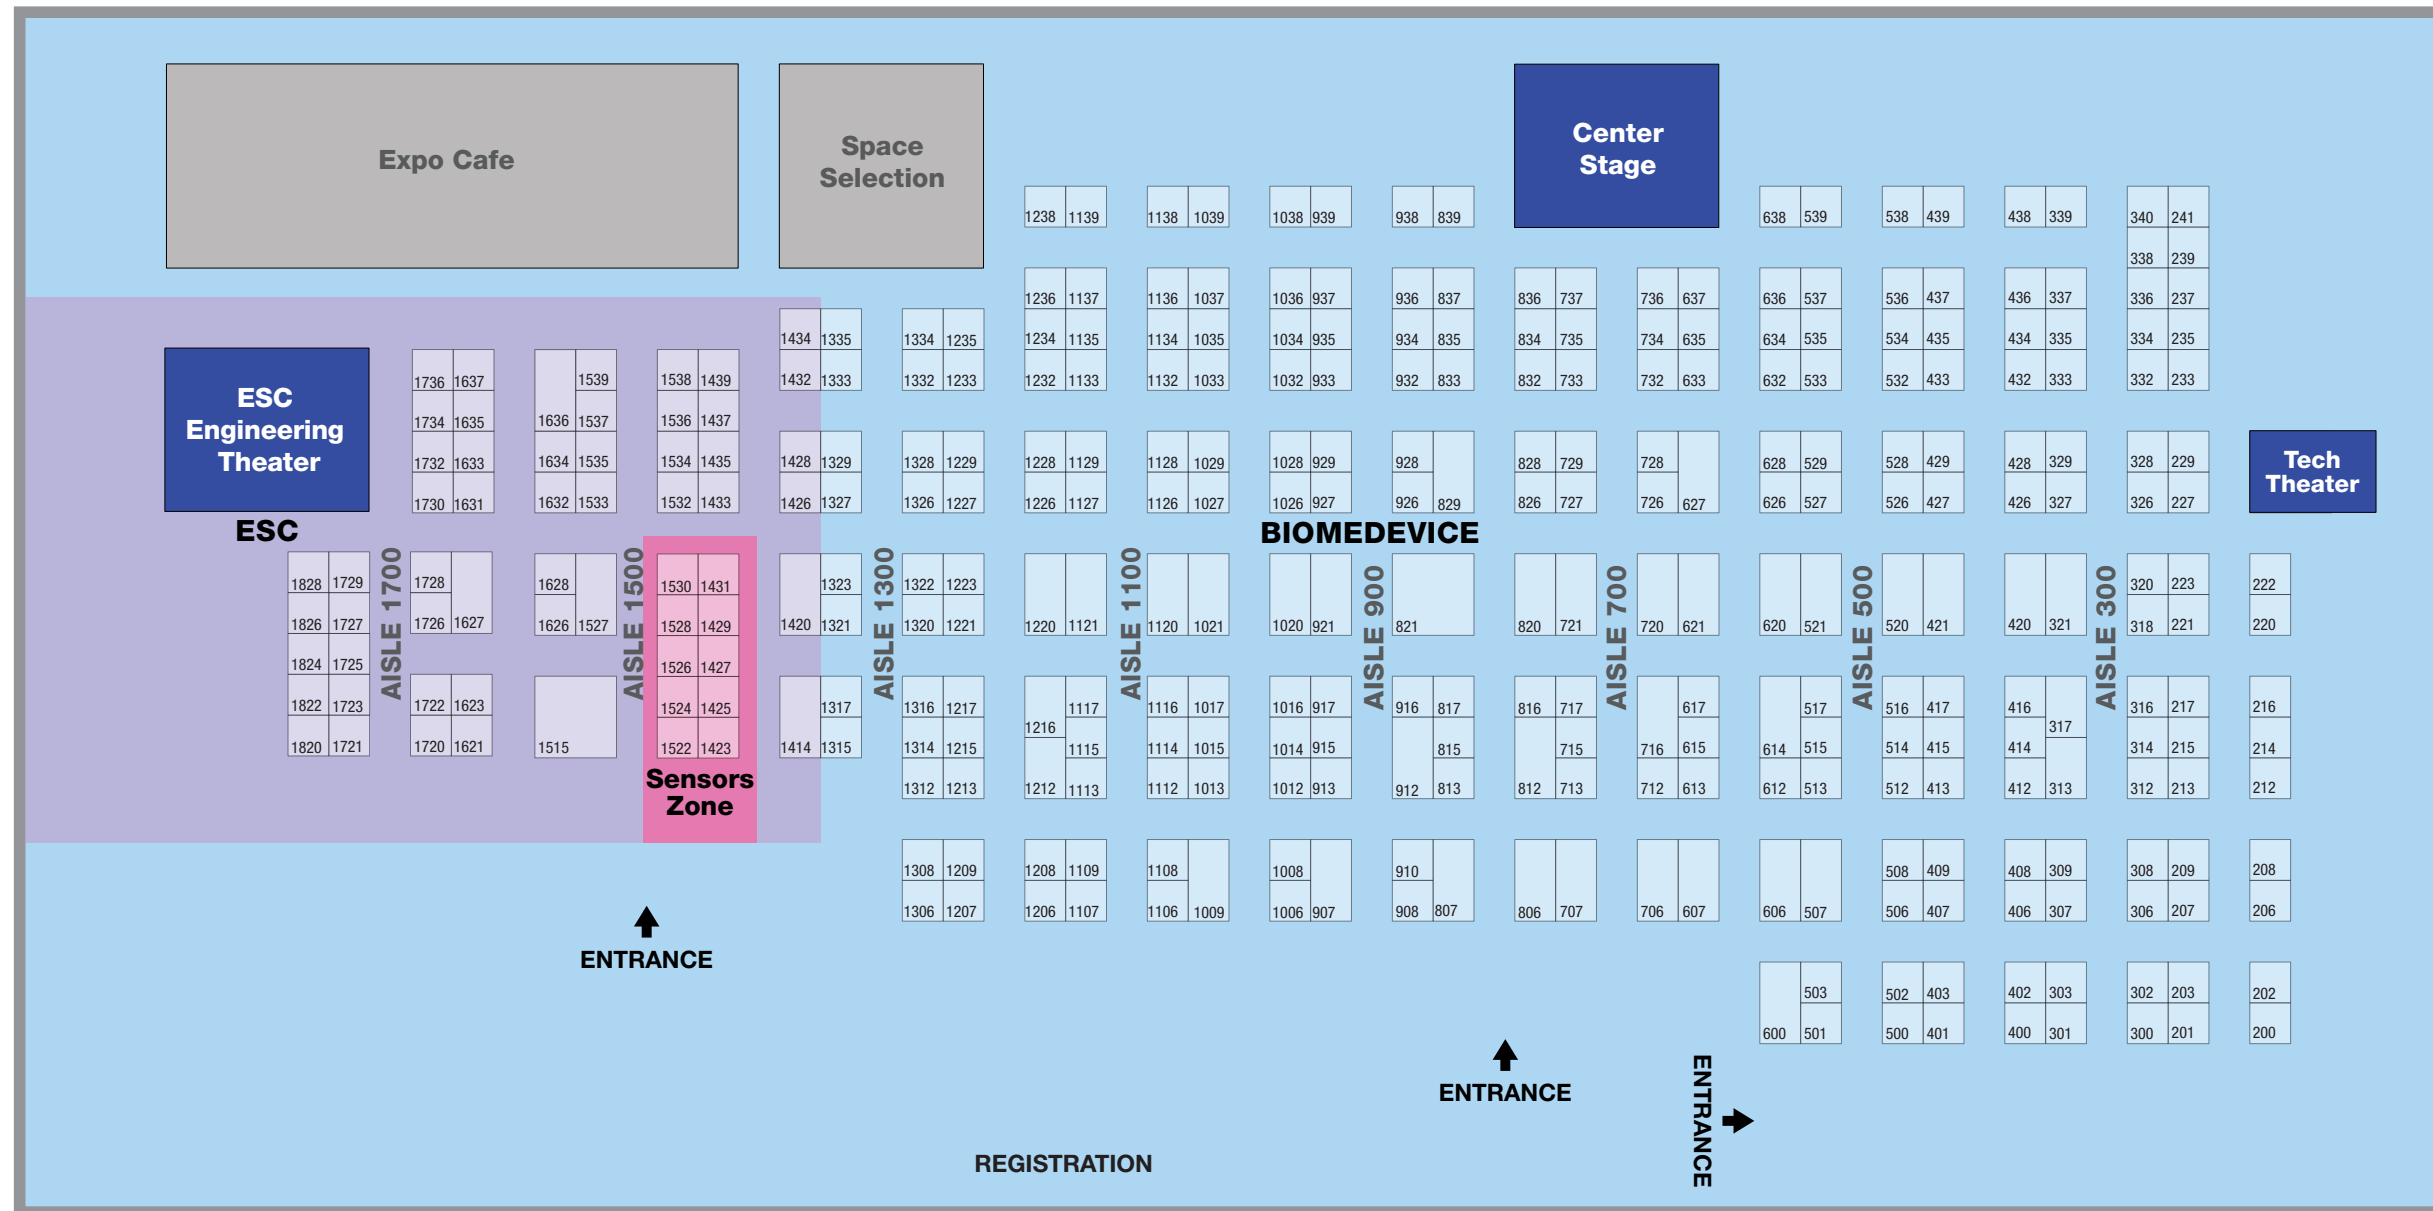 Expo Cafe
Space
Selection
Center
Stage
1238 1139 1138 1039 1038 939 938 839 638 539 538 439 438 339 340 241
338 239
1236 1137 1136 1037 1036 937 936 837 836 737 736 637 636 537 536 437 436 337 336 237
1434 1335 1334 1235 1234 1135 1134 1035 1034 935 934 835 834 735 734 635 634 535 534 435 434 335 334 235
1432 1333 1332 1233 1232 1133 1132 1033 1032 933 932 833 832 733 732 633 632 533 532 433 432 333 332 233
ESC
Engineering
Theater
1736 1637 1539 1538 1439
1734 1635 1636 1537 1536 1437
1732 1633 1634 1535 1534 1435 1428 1329 1328 1229 1228 1129 1128 1029 1028 929 928 828 729 728 628 529 528 429 428 329 328 229
1730 1631 1632 1533 1532 1433 1426 1327 1326 1227 1226 1127 1126 1027 1026 927 926 829 826 727 726 627 626 527 526 427 426 327 326 227
Tech
Theater
ESC
BIOMEDEVICE
AISLE 1700
AISLE 1500
AISLE 1300
AISLE 1100
AISLE 900
AISLE 700
AISLE 500
AISLE 300
1828 1729 1728 1628 1530 1431 1323 1322 1223 320 223 222
1826 1727 1726 1627 1626 1527 1528 1429 1420 1321 1320 1221 1220 1121 1120 1021 1020 921 821 820 721 720 621 620 521 520 421 420 321 318 221 220
1824 1725 1526 1427
1822 1723 1722 1623 1524 1425 1317 1316 1217 1216 1117 1116 1017 1016 917 916 817 816 717 617 517 516 417 416 317 316 217 216
1820 1721 1720 1621 1515 1522 1423 1414 1315 1314 1215 1115 1114 1015 1014 915 815 715 716 615 614 515 514 415 414 314 215 214
1312 1213 1212 1113 1112 1013 1012 913 912 813 812 713 712 613 612 513 512 413 412 313 312 213 212
Sensors
Zone
1308 1209 1208 1109 1108 1008 910 508 409 408 309 308 209 208
1306 1207 1206 1107 1106 1009 1006 907 908 807 806 707 706 607 606 507 506 407 406 307 306 207 206
ENTRANCE
503 502 403 402 303 302 203 202
600 501 500 401 400 301 300 201 200
ENTRANCE
ENTRANCE
REGISTRATION